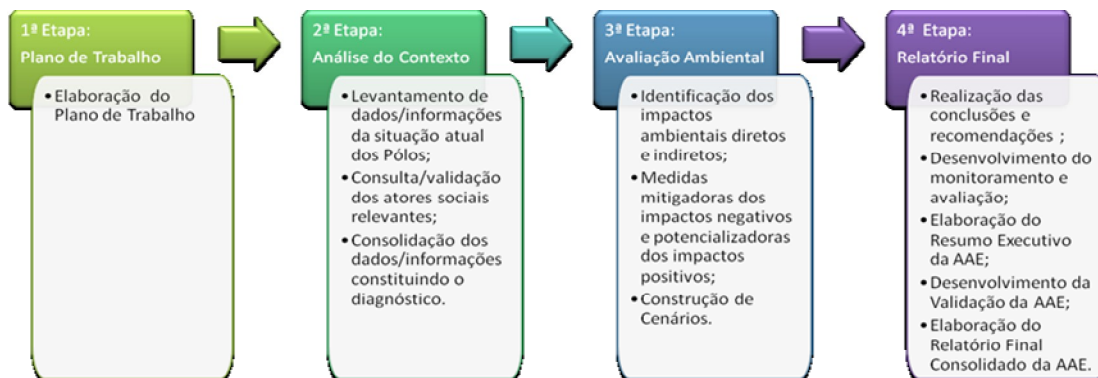 1ª Etapa:
Plano de Trabalho
• Elaboração do
Plano de Trabalho
2ª Etapa:
Análise do Contexto
• Levantamento de
dados/informações
da situação atual
dos Pólos;
• Consulta/validação
dos atores sociais
relevantes;
• Consolidação dos
dados/informações
constituindo o
diagnóstico.
3ª Etapa:
Avaliação Ambiental
• Identificação dos
impactos
ambientais diretos
e indiretos;
• Medidas
mitigadoras dos
impactos negativos
e potencializadoras
dos impactos
positivos;
• Construção de
Cenários.
4ª Etapa:
Relatório Final
• Realização das
conclusões e
recomendações ;
• Desenvolvimento do
monitoramento e
avaliação;
• Elaboração do
Resumo Executivo
da AAE;
• Desenvolvimento da
Validação da AAE;
• Elaboração do
Relatório Final
Consolidado da AAE.